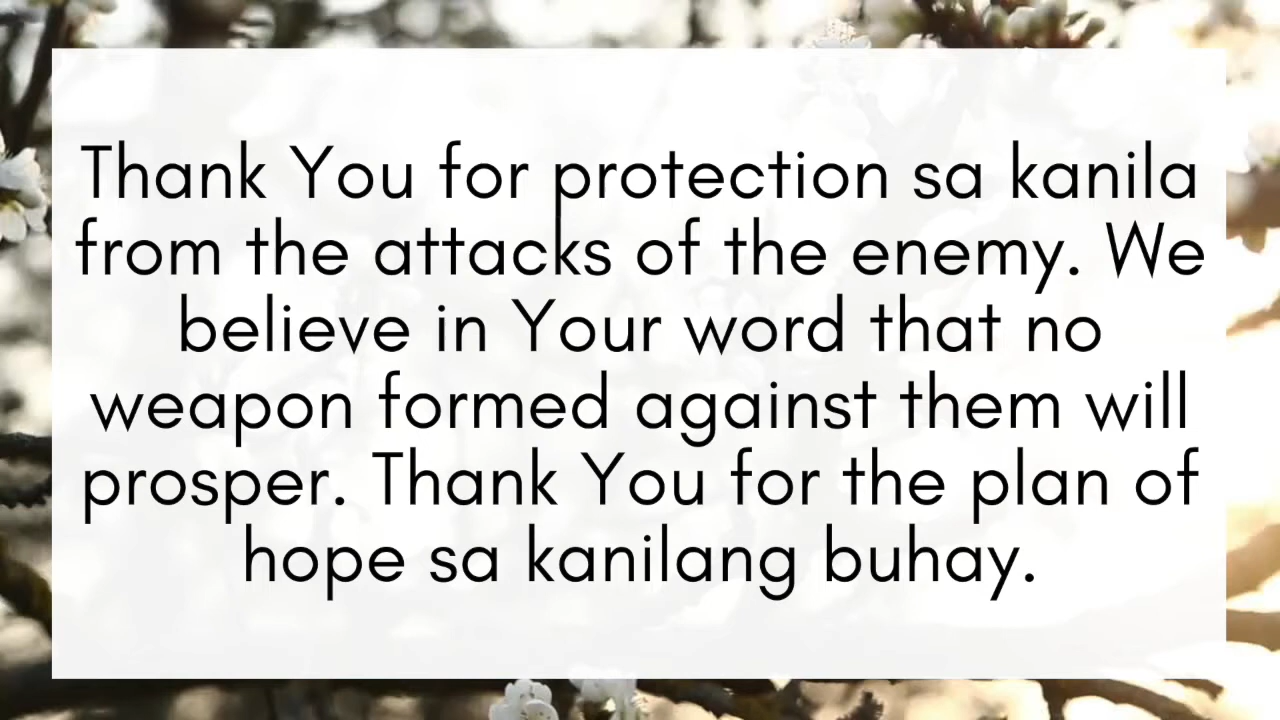 Thank You for protection sa kanila
from the attacks of the enemy. We
believe in Your word that no
weapon formed against them will
prosper. Thank You for the plan of
hope sa kanilang buhay.